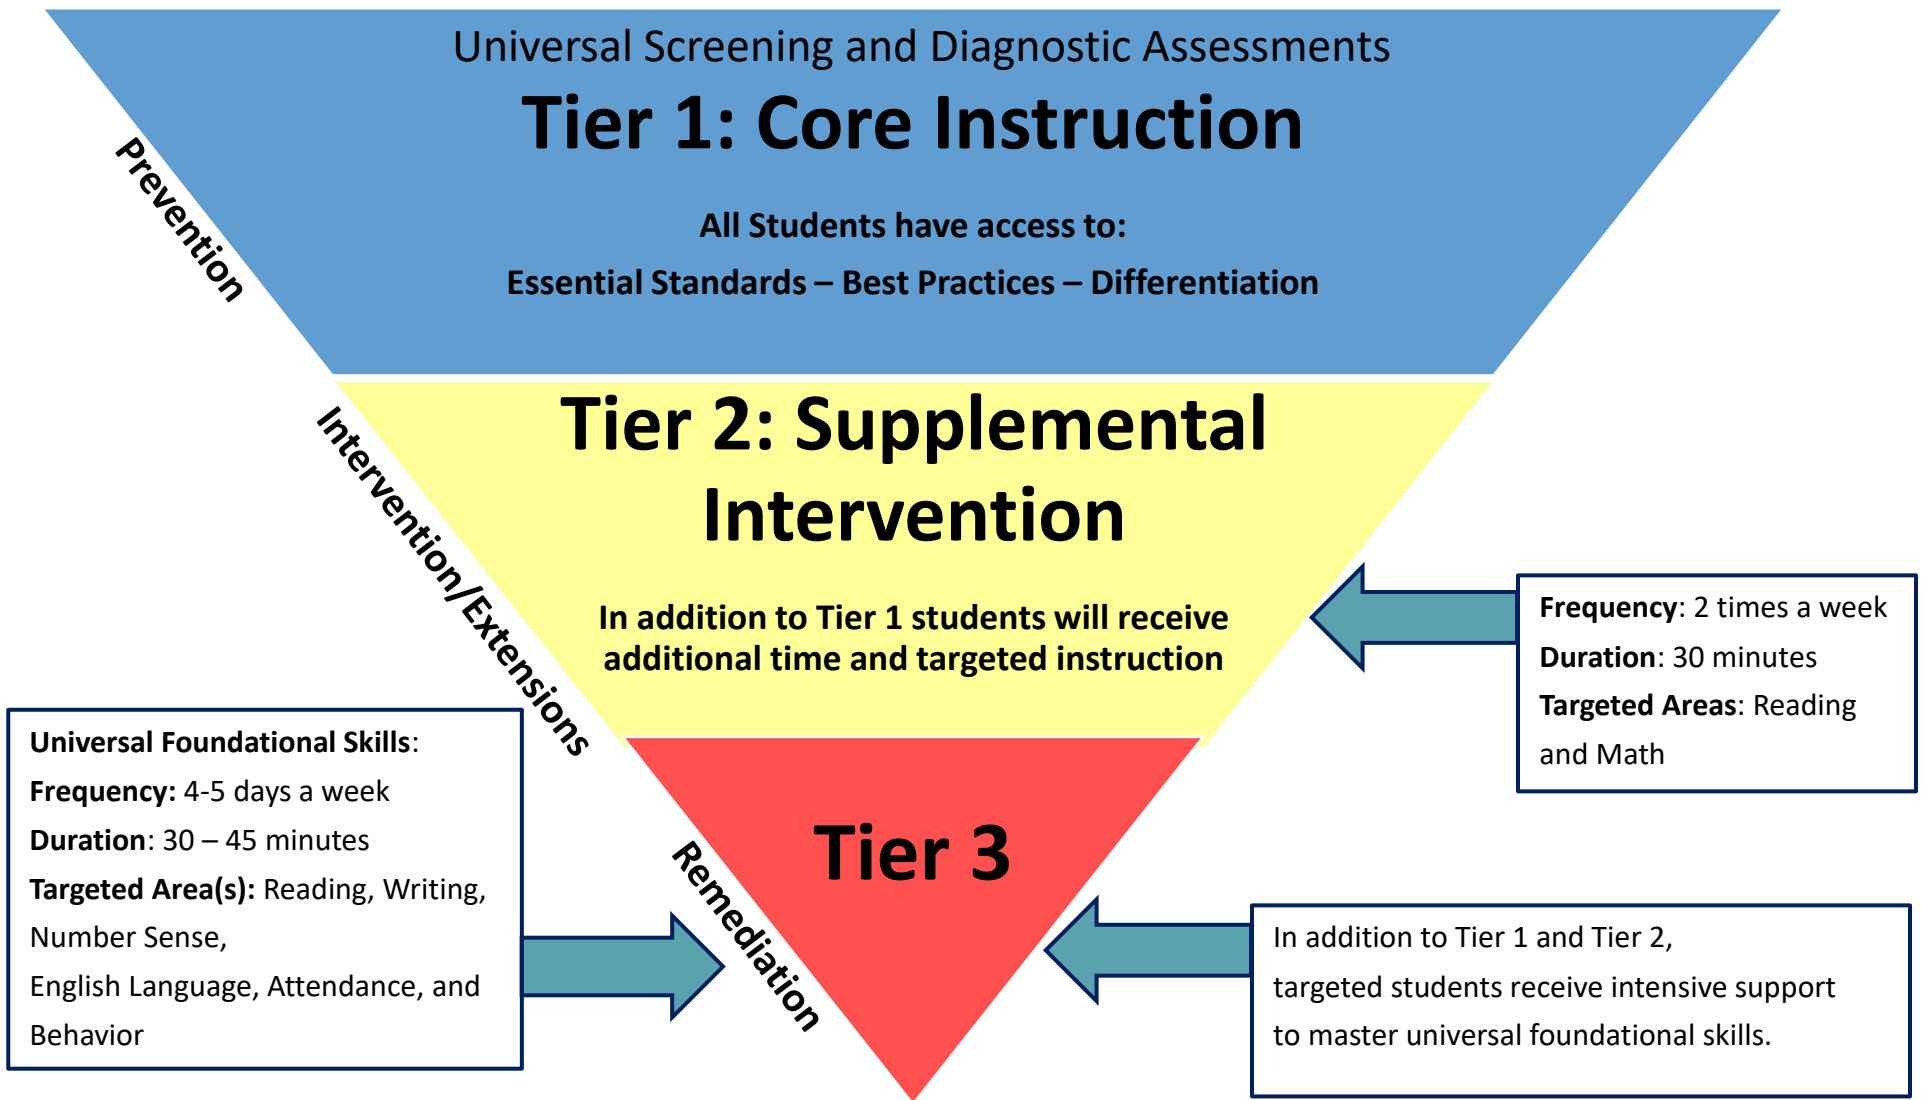 Universal Screening and Diagnostic Assessments
Tier 1: Core Instruction
Prevention
All Students have access to:
Essential Standards – Best Practices – Differentiation
Tier 2: Supplemental
Intervention
Intervention/Extensions
In addition to Tier 1 students will receive
additional time and targeted instruction
Frequency: 2 times a week
Duration: 30 minutes
Targeted Areas: Reading
and Math
Universal Foundational Skills:
Frequency: 4-5 days a week
Duration: 30 – 45 minutes
Targeted Area(s): Reading, Writing,
Number Sense,
English Language, Attendance, and
Behavior
Tier 3
Remediation
In addition to Tier 1 and Tier 2,
targeted students receive intensive support
to master universal foundational skills.